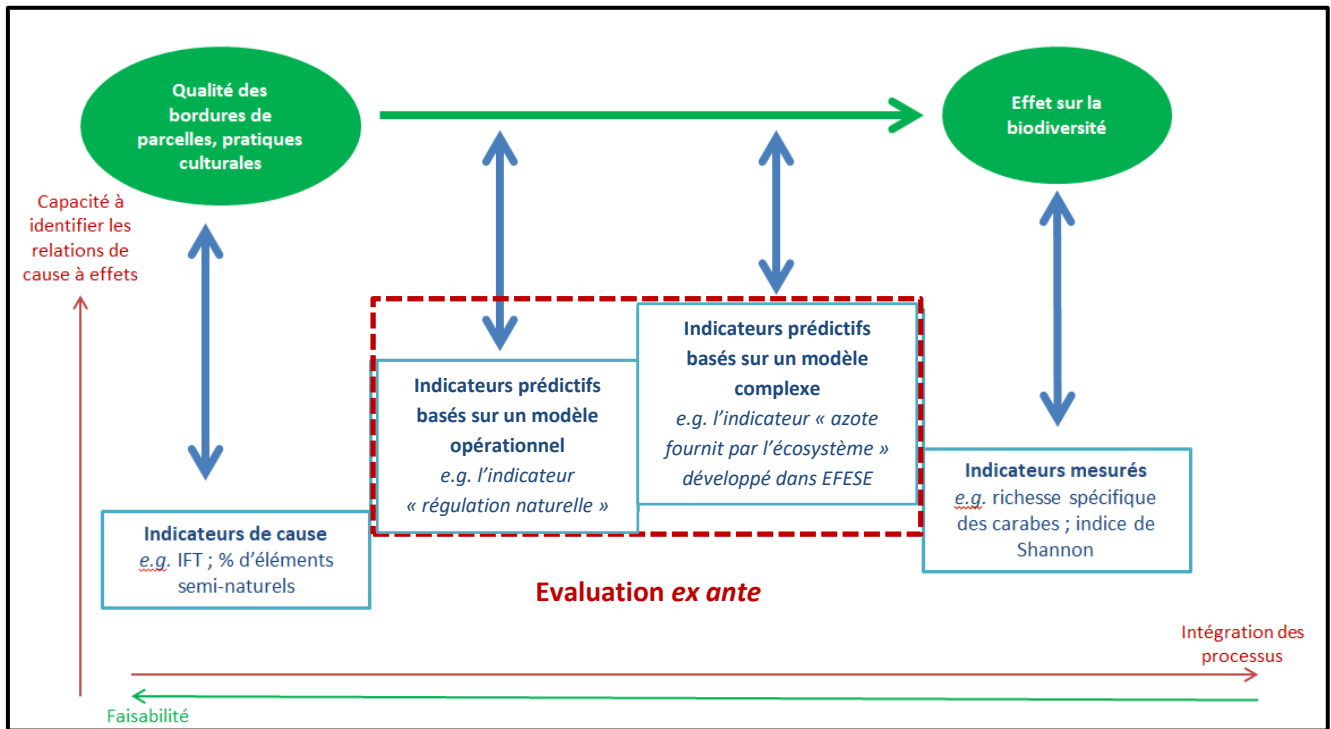 Qualité des
bordures de
parcelles, pratiques
culturales
Effet sur la
biodiversité
Capacité à
identifier les
relations de
cause à effets
Indicateurs de cause
e.g. IFT ; % d'éléments
semi-naturels
Indicateurs prédictifs
basés sur un modèle
opérationnel
e.g. l'indicateur
« régulation naturelle »
Indicateurs prédictifs
basés sur un modèle
complexe
e.g. l'indicateur « azote
fournit par l'écosystème »
développé dans EFESE
Indicateurs mesurés
e.g. richesse spécifique
des carabes ; indice de
Shannon
Evaluation ex ante
Intégration des
processus
Faisabilité